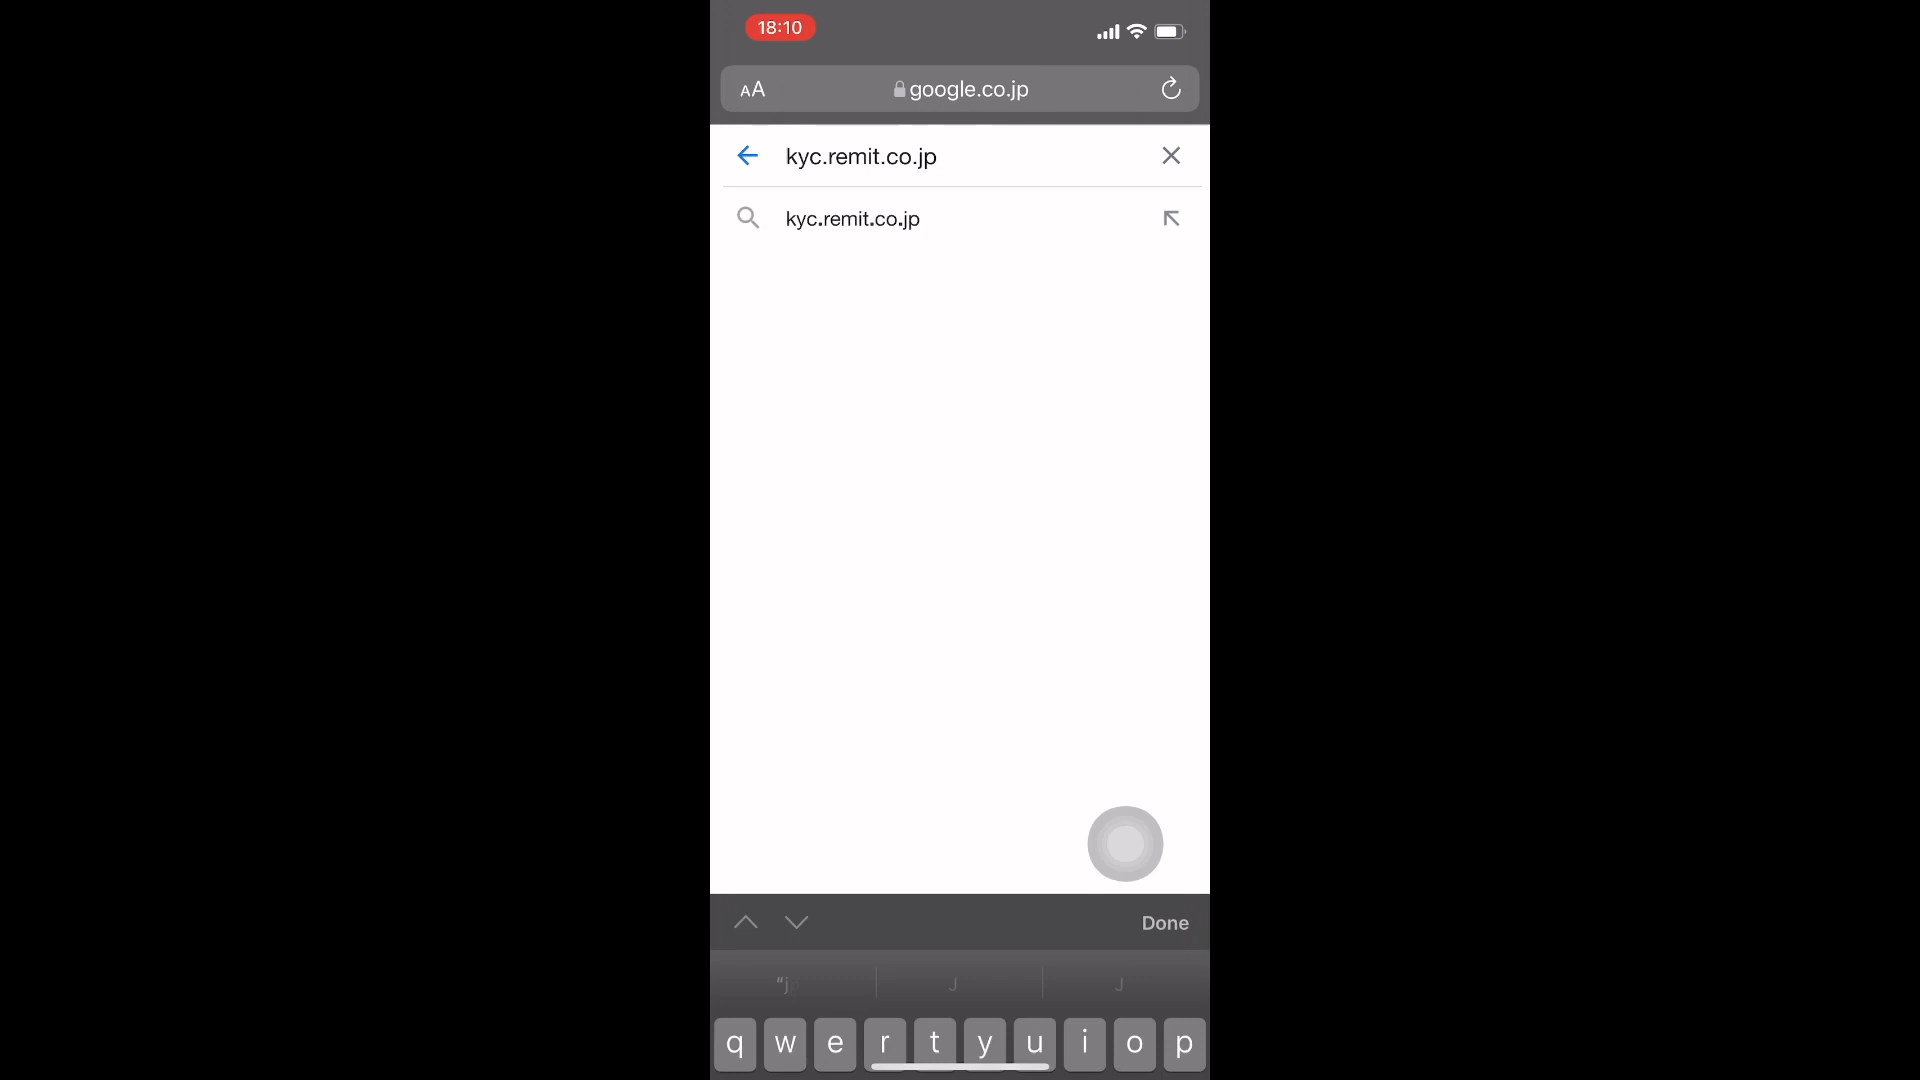 18:10
AA google.co.jp
kyc.remit.co.jp
kyc.remit.co.jp
Done
"j J J
q w e r t y u i o p